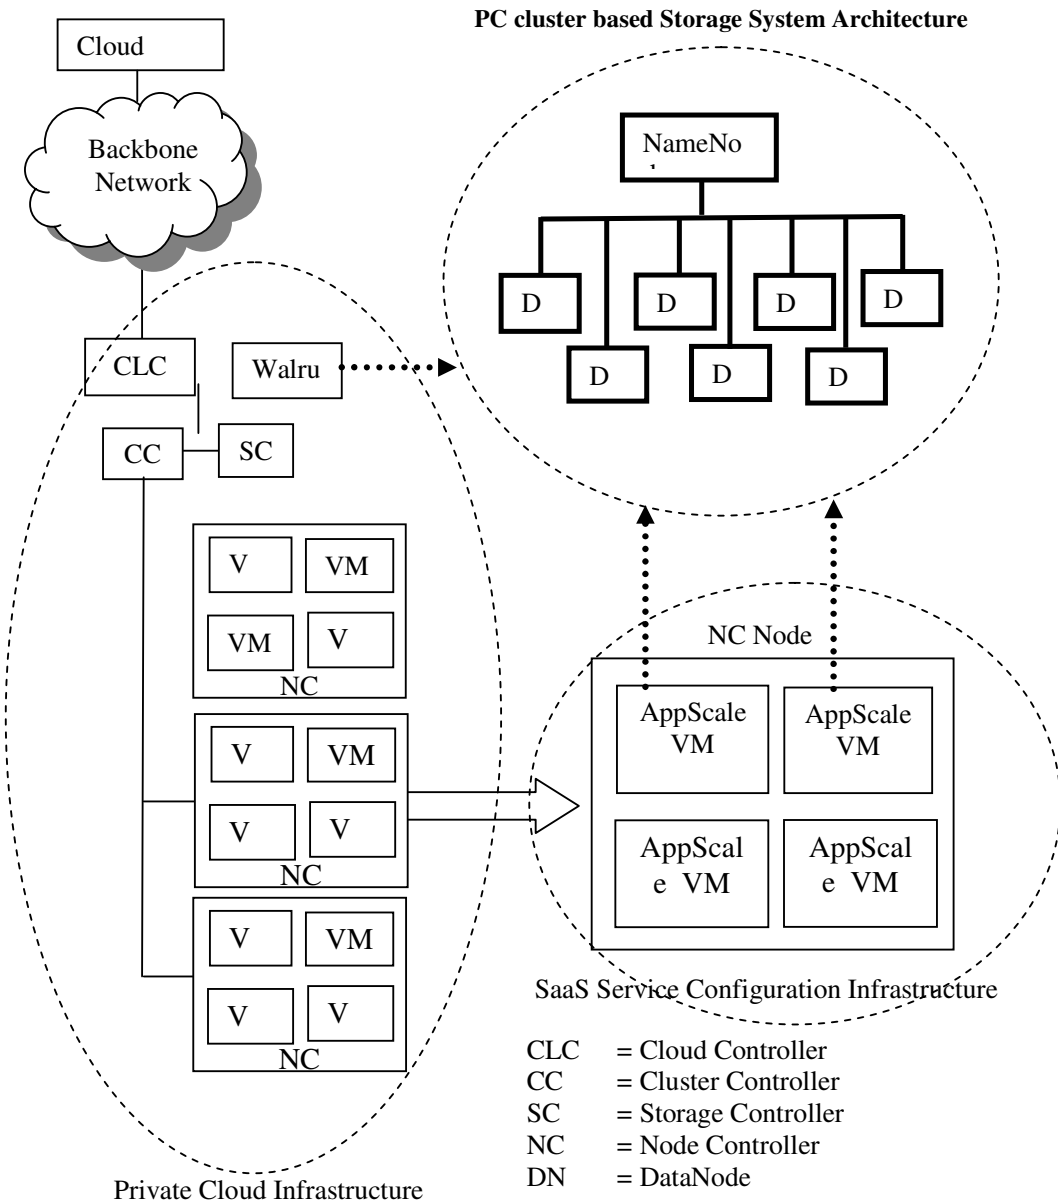 PC cluster based Storage System Architecture
Cloud
Backbone
Network
NameNo
D
D
D
D
D
D
D
CLC
Walru
CC
SC
V
VM
VM
V
NC
V
VM
V
V
NC
V
VM
V
V
NC
NC Node
AppScale
VM
AppScale
VM
AppScal
e VM
AppScal
e VM
SaaS Service Configuration Infrastructure
CLC = Cloud Controller
CC = Cluster Controller
SC = Storage Controller
NC = Node Controller
DN = DataNode
Private Cloud Infrastructure